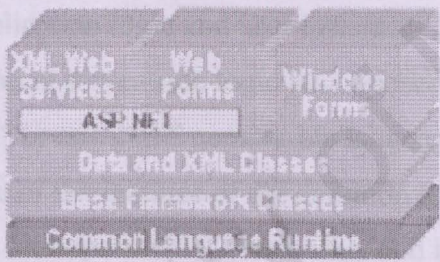 XML Web
Services
Web
Forms
Windows
Forms
ASP.NET
Data and XML Classes
Base Framework Classes
Common Language Runtime